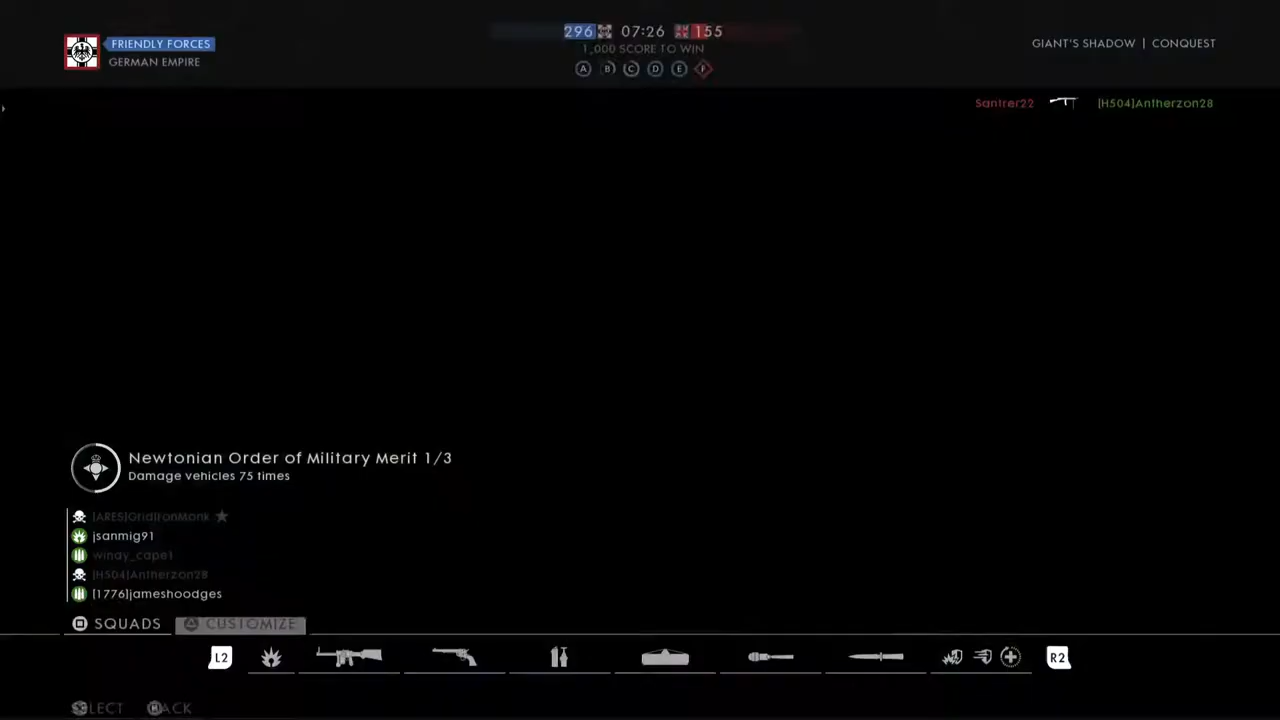 FRIENDLY FORCES
GERMAN EMPIRE
296 07:26 155
1,000 SCORE TO WIN
A B C D E F
GIANT'S SHADOW | CONQUEST
Santrer22 [H504]Antherzon28
Newtonian Order of Military Merit 1/3
Damage vehicles 75 times
[ARES]GridIronMonk
jsanmig91
windy_cape1
[H504]Antherzon28
[1776]jameshoodges
SQUADS CUSTOMIZE
L2 R2
SELECT BACK